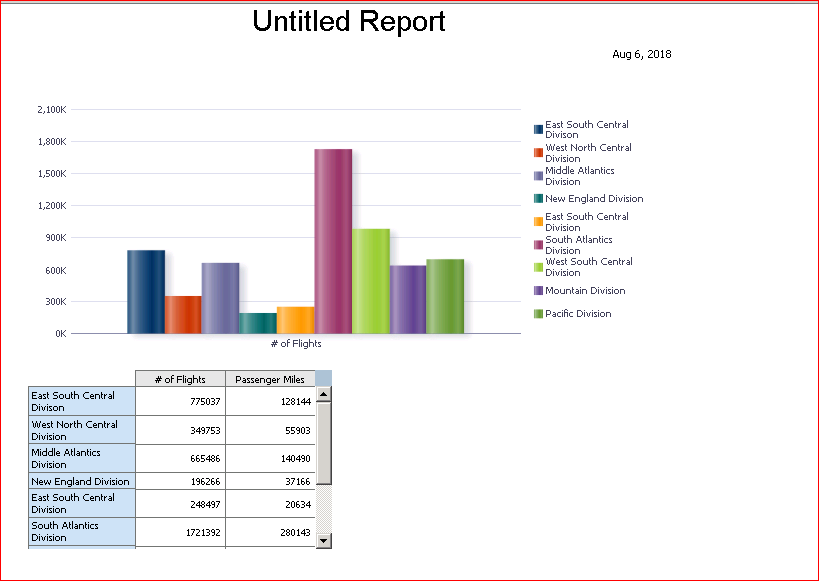 Untitled Report
Aug 6, 2018
2,100K
1,800K
1,500K
1,200K
900K
600K
300K
0K
# of Flights
East South Central
Divison
West North Central
Division
Middle Atlantics
Division
New England Division
East South Central
Division
South Atlantics
Division
West South Central
Division
Mountain Division
Pacific Division
# of Flights Passenger Miles
East South Central
Divison 775037 128144
West North Central
Division 349753 55903
Middle Atlantics
Division 665486 140490
New England Division 196266 37166
East South Central
Division 248497 20634
South Atlantics
Division 1721392 280143